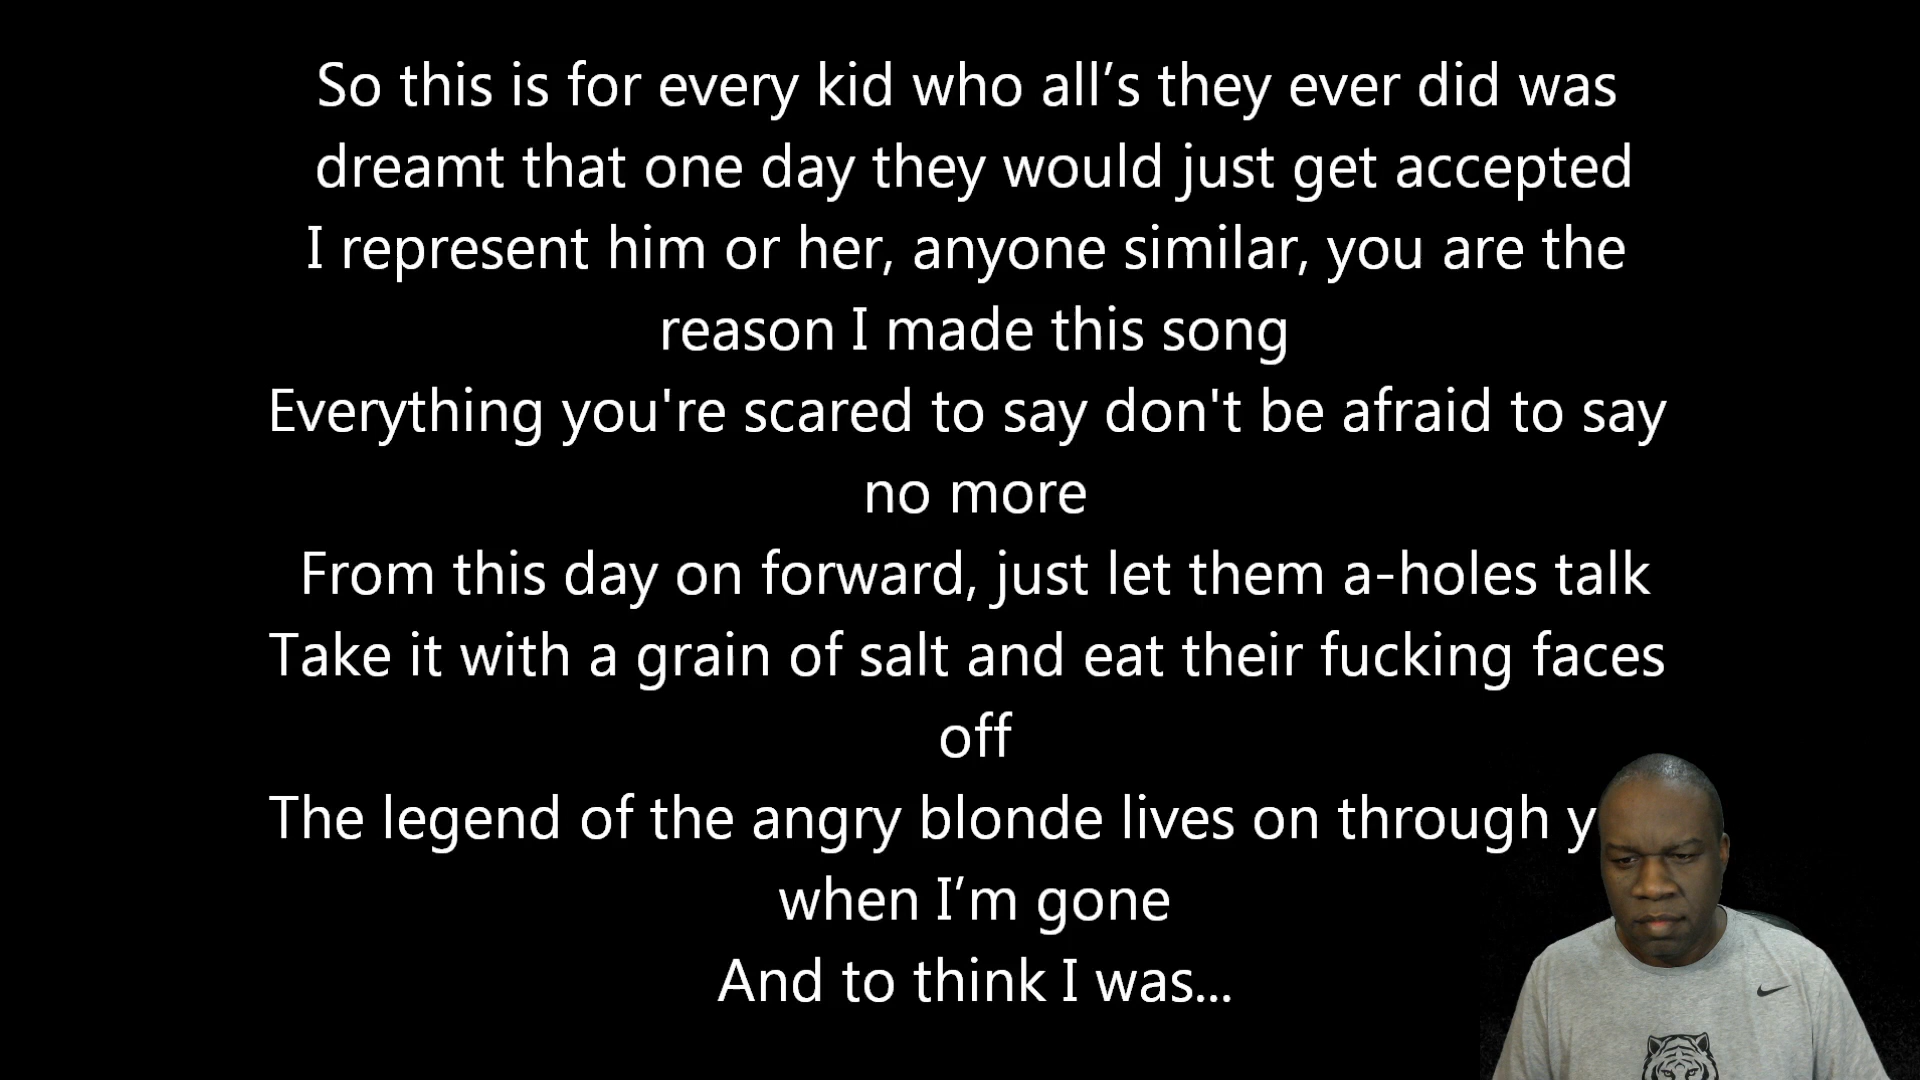 So this is for every kid who all’s they ever did was
dreamt that one day they would just get accepted
I represent him or her, anyone similar, you are the
reason I made this song
Everything you're scared to say don't be afraid to say
no more
From this day on forward, just let them a-holes talk
Take it with a grain of salt and eat their fucking faces
off
The legend of the angry blonde lives on through
when I’m gone
And to think I was...